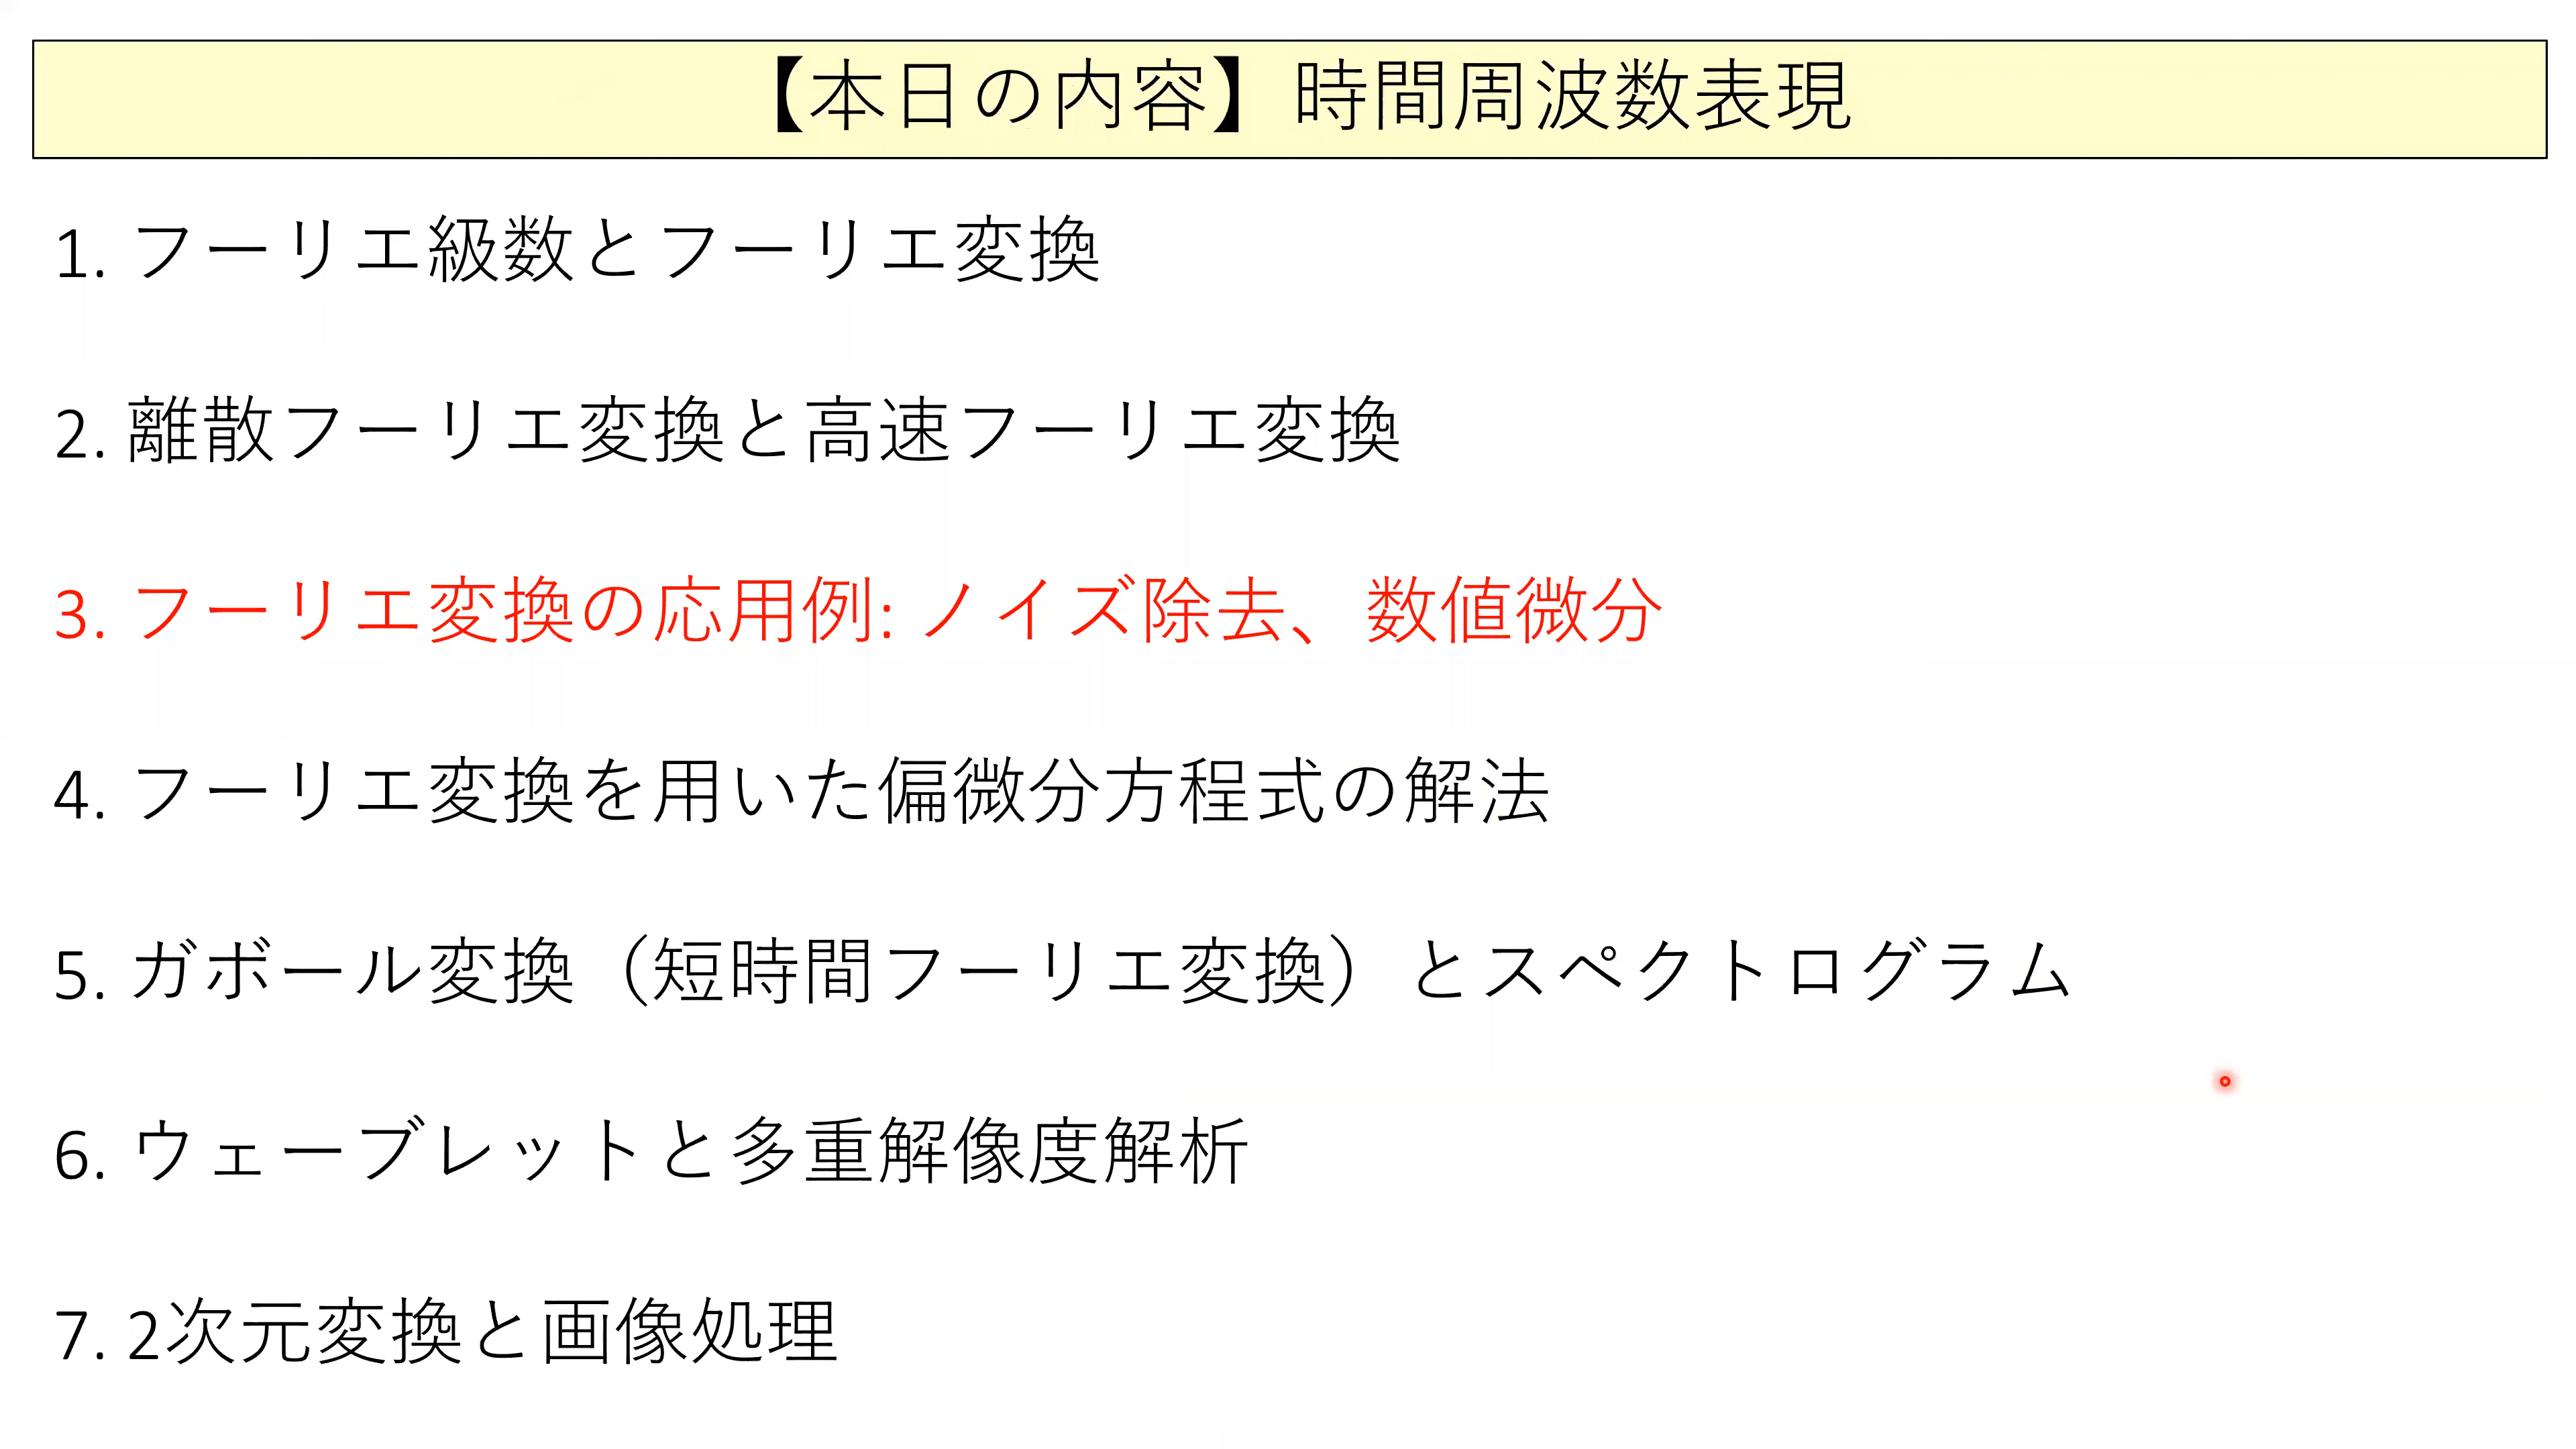 【本日の内容】時間周波数表現
1. フーリエ級数とフーリエ変換
2. 離散フーリエ変換と高速フーリエ変換
3. フーリエ変換の応用例: ノイズ除去、数値微分
4. フーリエ変換を用いた偏微分方程式の解法
5. ガボール変換（短時間フーリエ変換）とスペクトログラム
6. ウェーブレットと多重解像度解析
7. 2次元変換と画像処理